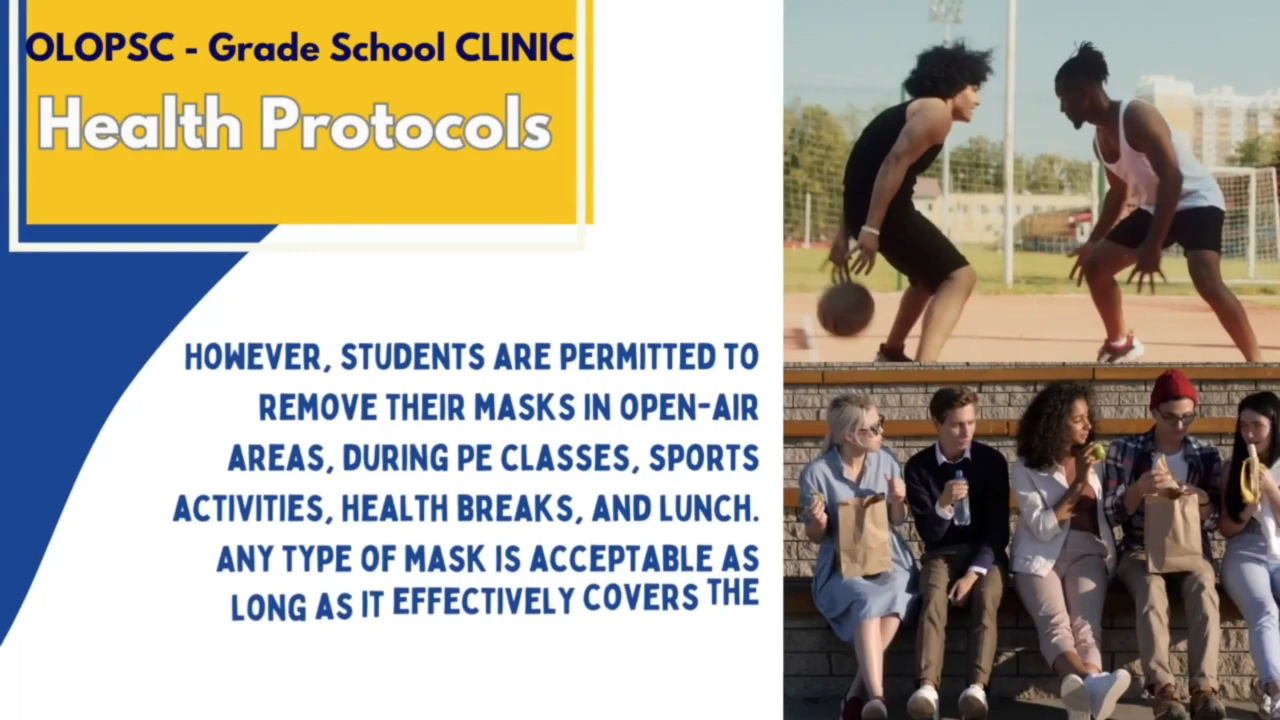 OLOPSC - Grade School CLINIC
Health Protocols
HOWEVER, STUDENTS ARE PERMITTED TO
REMOVE THEIR MASKS IN OPEN-AIR
AREAS, DURING PE CLASSES, SPORTS
ACTIVITIES, HEALTH BREAKS, AND LUNCH.
ANY TYPE OF MASK IS ACCEPTABLE AS
LONG AS IT EFFECTIVELY COVERS THE